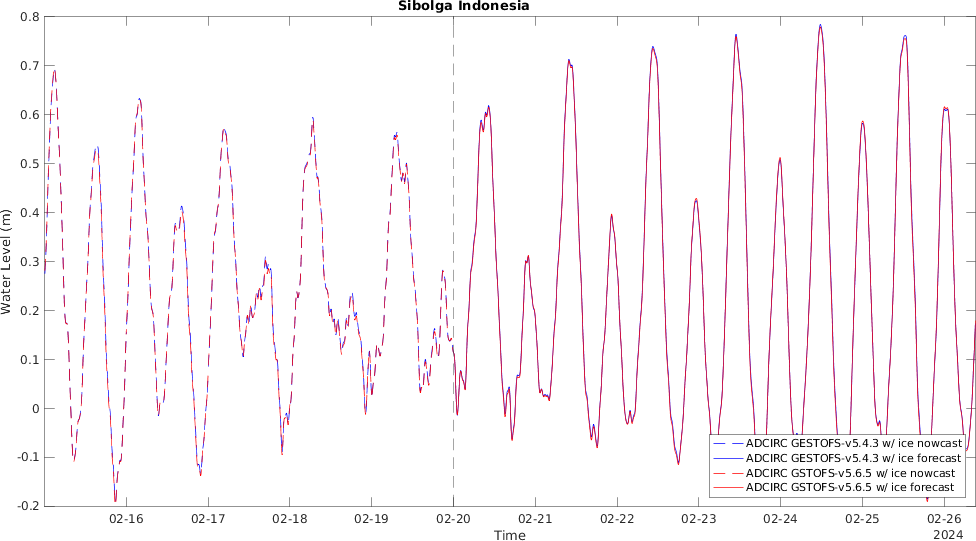 Sibolga Indonesia
0.8
0.7
0.6
0.5
0.4
0.3
0.2
0.1
0
-0.1
-0.2
Water Level (m)
ADCIRC GESTOFS-v5.4.3 w/ ice nowcast
ADCIRC GESTOFS-v5.4.3 w/ ice forecast
ADCIRC GSTOFS-v5.6.5 w/ ice nowcast
ADCIRC GSTOFS-v5.6.5 w/ ice forecast
02-16 02-17 02-18 02-19 02-20 02-21 02-22 02-23 02-24 02-25 02-26
Time
2024